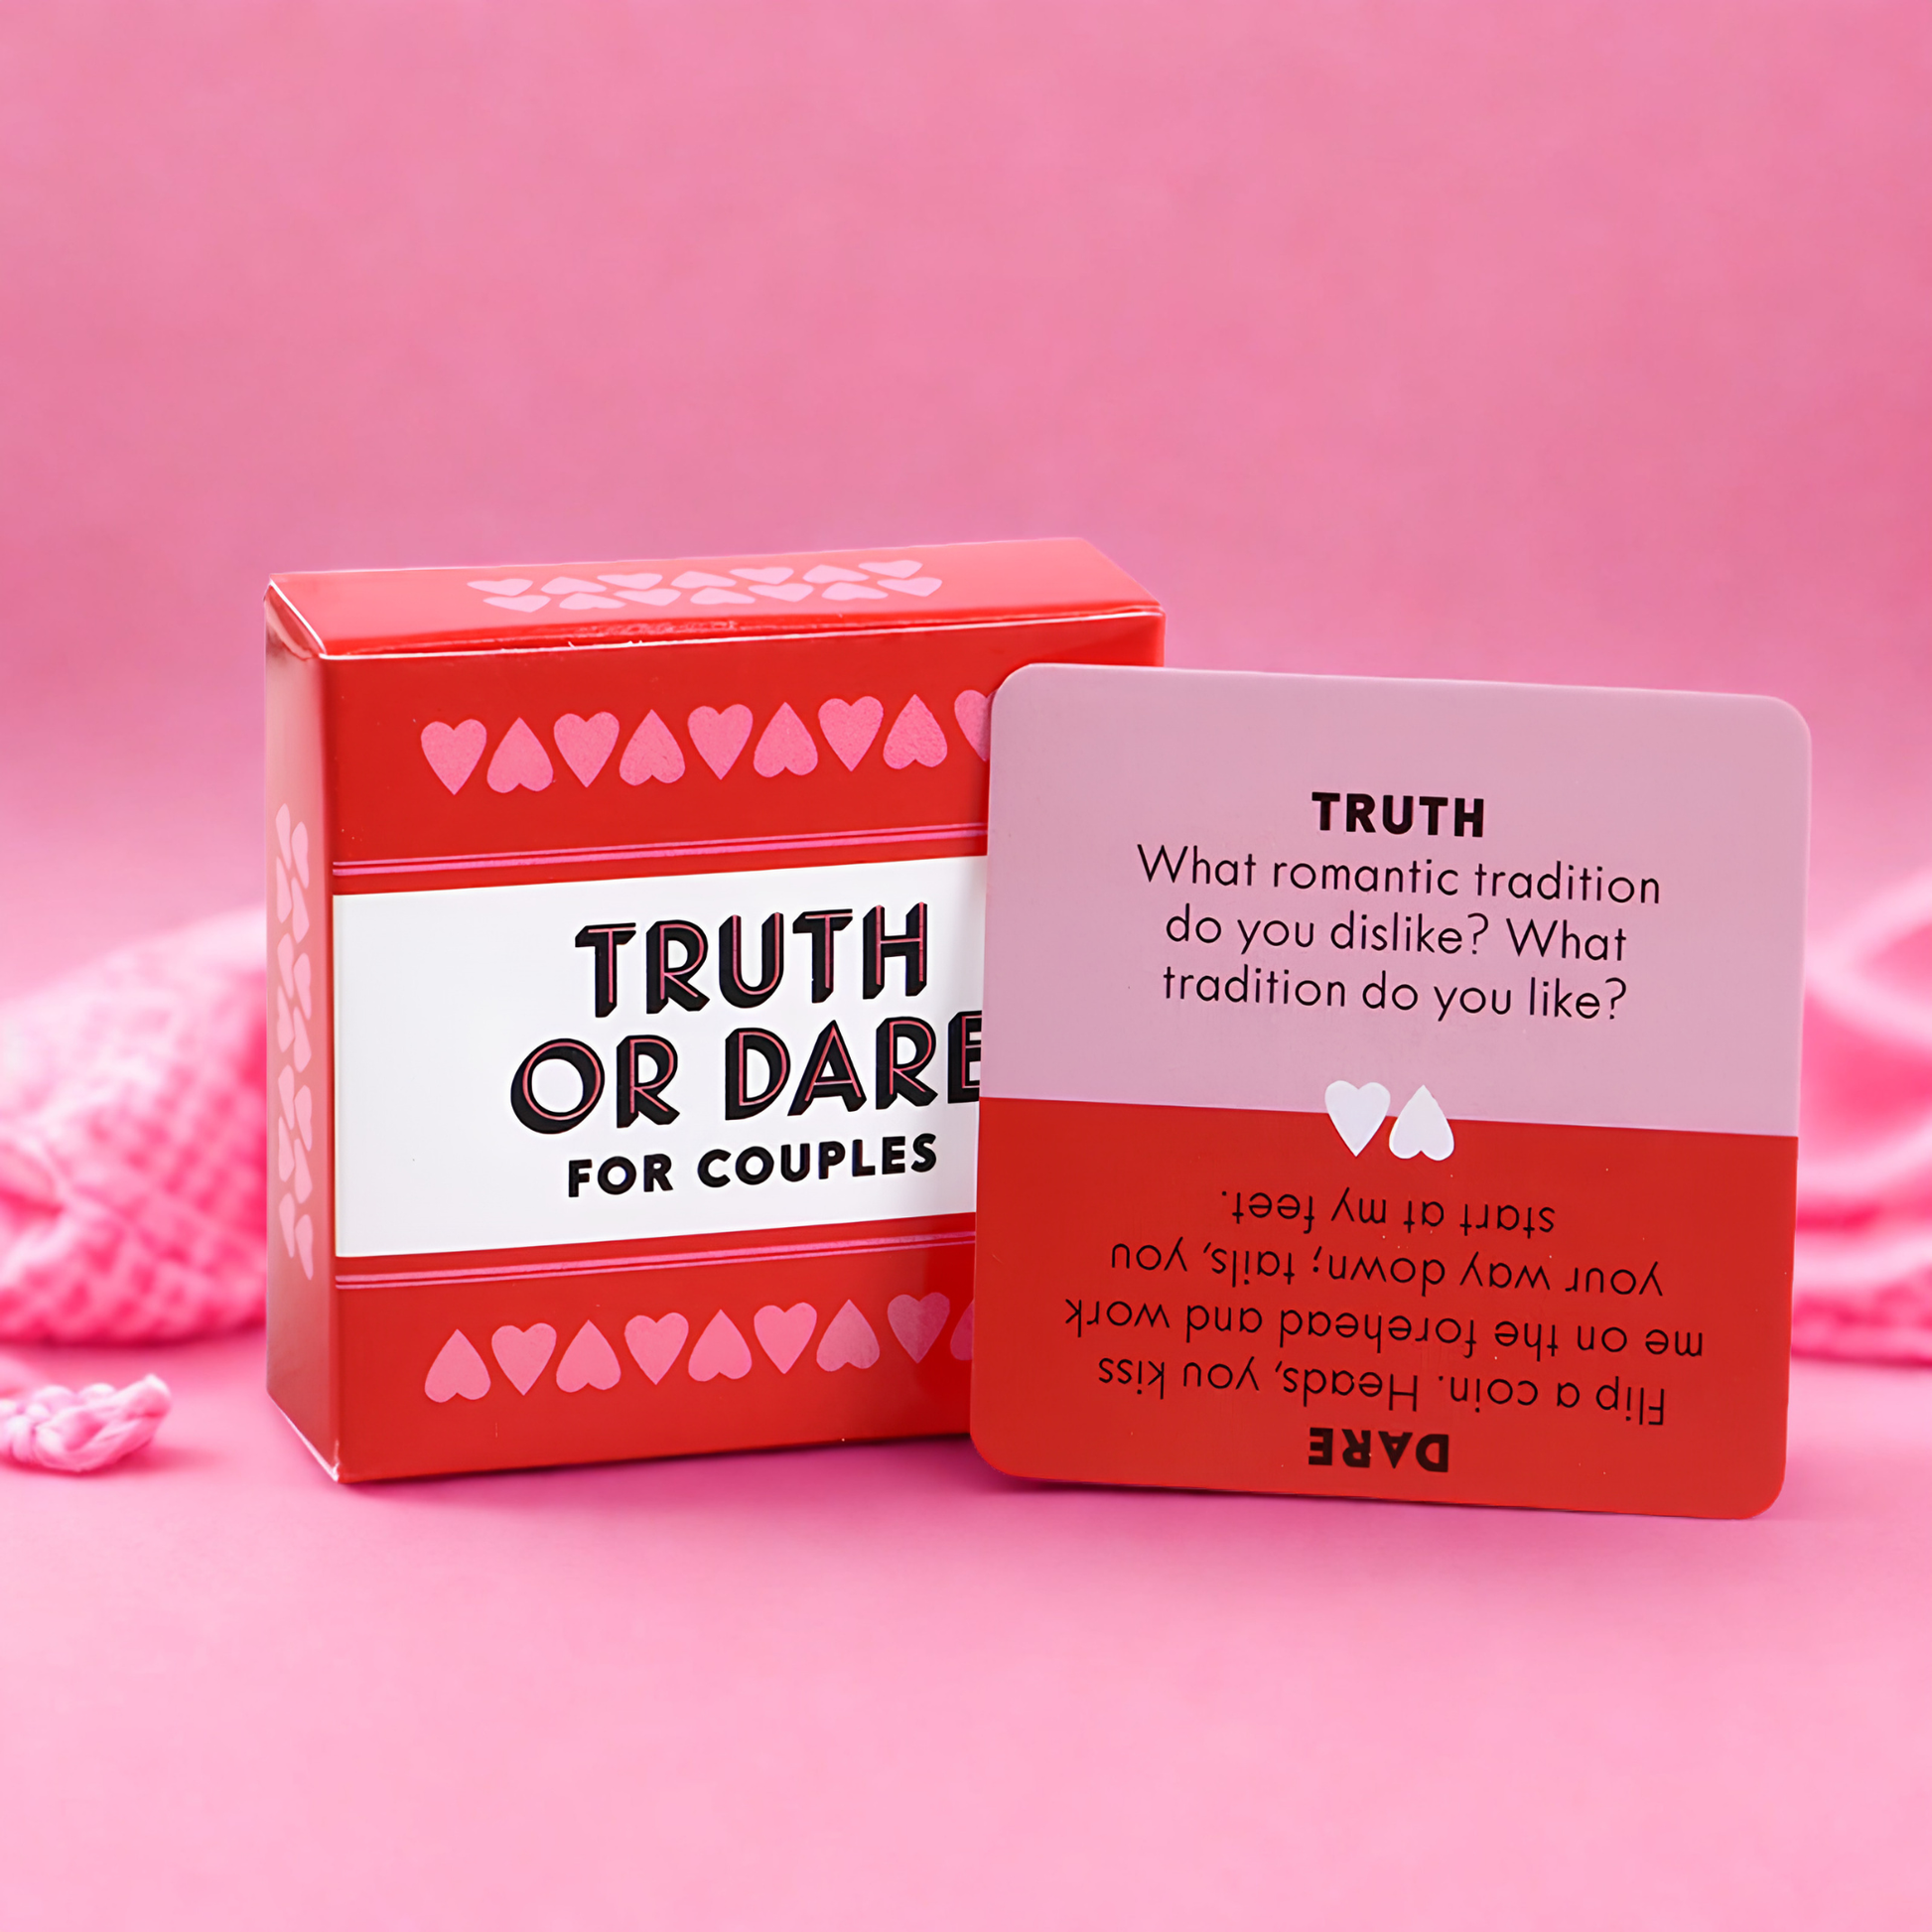 TRUTH
OR DARE
FOR COUPLES
TRUTH
What romantic tradition
do you dislike? What
tradition do you like?
DARE
Flip a coin. Heads, you kiss
me on the forehead and work
your way down; tails, you
start at my feet.